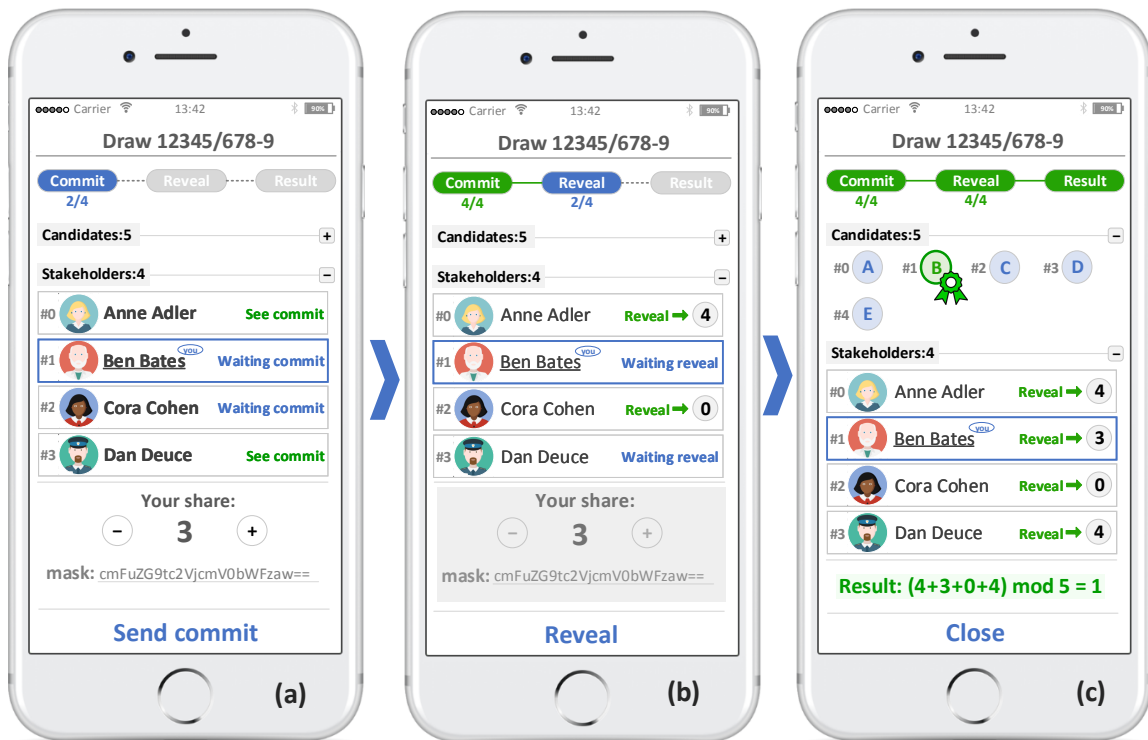 Carrier 13:42 90%
Draw 12345/678-9
Commit Reveal Result
2/4
Candidates:5 +
Stakeholders:4 −
#0 Anne Adler See commit
#1 Ben Bates you Waiting commit
#2 Cora Cohen Waiting commit
#3 Dan Deuce See commit
Your share:
− 3 +
mask: cmFuZG9tc2VjcmV0bWFzaw==
Send commit
(a)
Carrier 13:42 90%
Draw 12345/678-9
Commit Reveal Result
4/4 2/4
Candidates:5 +
Stakeholders:4 −
#0 Anne Adler Reveal → 4
#1 Ben Bates you Waiting reveal
#2 Cora Cohen Reveal → 0
#3 Dan Deuce Waiting reveal
Your share:
− 3 +
mask: cmFuZG9tc2VjcmV0bWFzaw==
Reveal
(b)
Carrier 13:42 90%
Draw 12345/678-9
Commit Reveal Result
4/4 4/4
Candidates:5 −
#0 A #1 B #2 C #3 D
#4 E
Stakeholders:4 −
#0 Anne Adler Reveal → 4
#1 Ben Bates you Reveal → 3
#2 Cora Cohen Reveal → 0
#3 Dan Deuce Reveal → 4
Result: (4+3+0+4) mod 5 = 1
Close
(c)